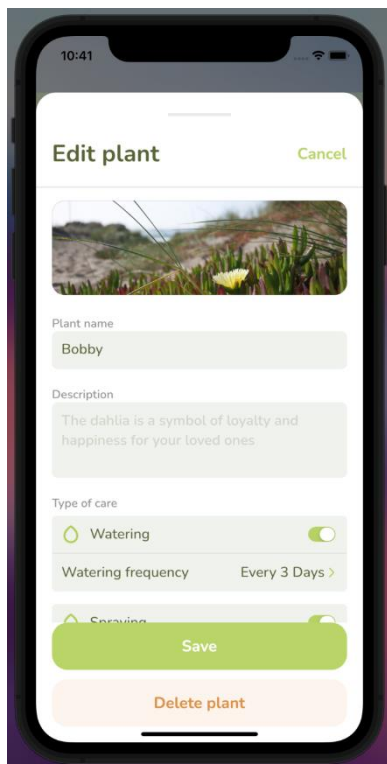 10:41
Edit plant
Cancel
Plant name
Bobby
Description
The dahlia is a symbol of loyalty and
happiness for your loved ones
Type of care
Watering
Watering frequency
Every 3 Days >
Spraying
Save
Delete plant